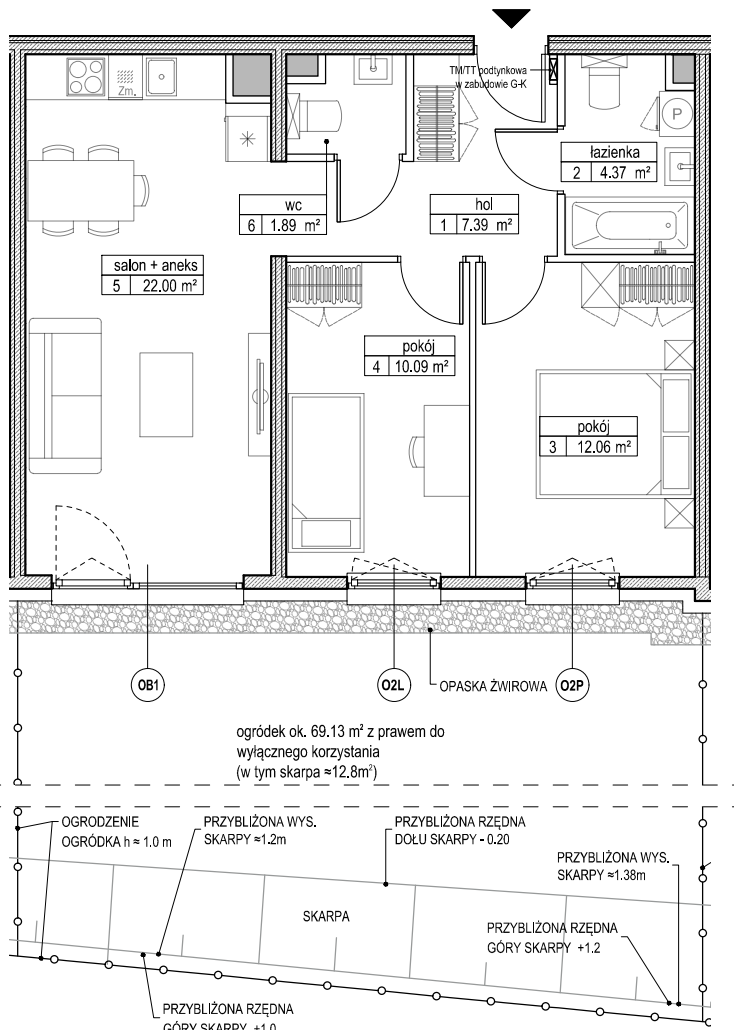 TM/TT podtynkowa
w zabudowie G-K
Zm.
P
łazienka
2 4.37 m²
wc
6 1.89 m²
hol
1 7.39 m²
salon + aneks
5 22.00 m²
pokój
4 10.09 m²
pokój
3 12.06 m²
OB1
O2L
OPASKA ŻWIROWA
O2P
ogródek ok. 69.13 m² z prawem do
wyłącznego korzystania
(w tym skarpa ≈12.8m²)
OGRODZENIE
OGRÓDKA h ≈ 1.0 m
PRZYBLIŻONA WYS.
SKARPY ≈1.2m
PRZYBLIŻONA RZĘDNA
DOŁU SKARPY - 0.20
PRZYBLIŻONA WYS.
SKARPY ≈1.38m
SKARPA
PRZYBLIŻONA RZĘDNA
GÓRY SKARPY +1.2
PRZYBLIŻONA RZĘDNA
GÓRY SKARPY +1.0